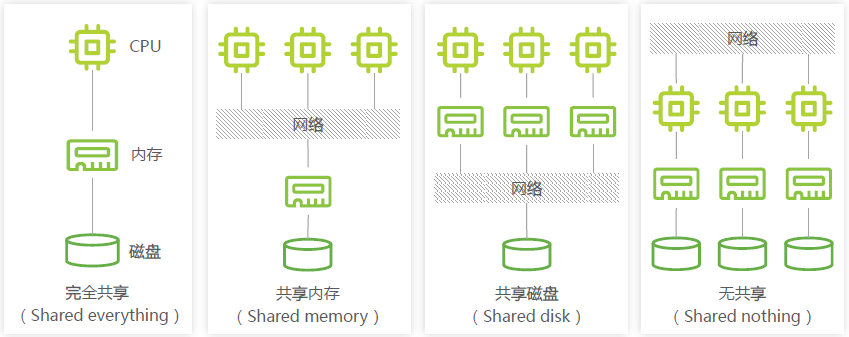 CPU
内存
磁盘
完全共享
（Shared everything）
网络
共享内存
（Shared memory）
网络
共享磁盘
（Shared disk）
网络
无共享
（Shared nothing）